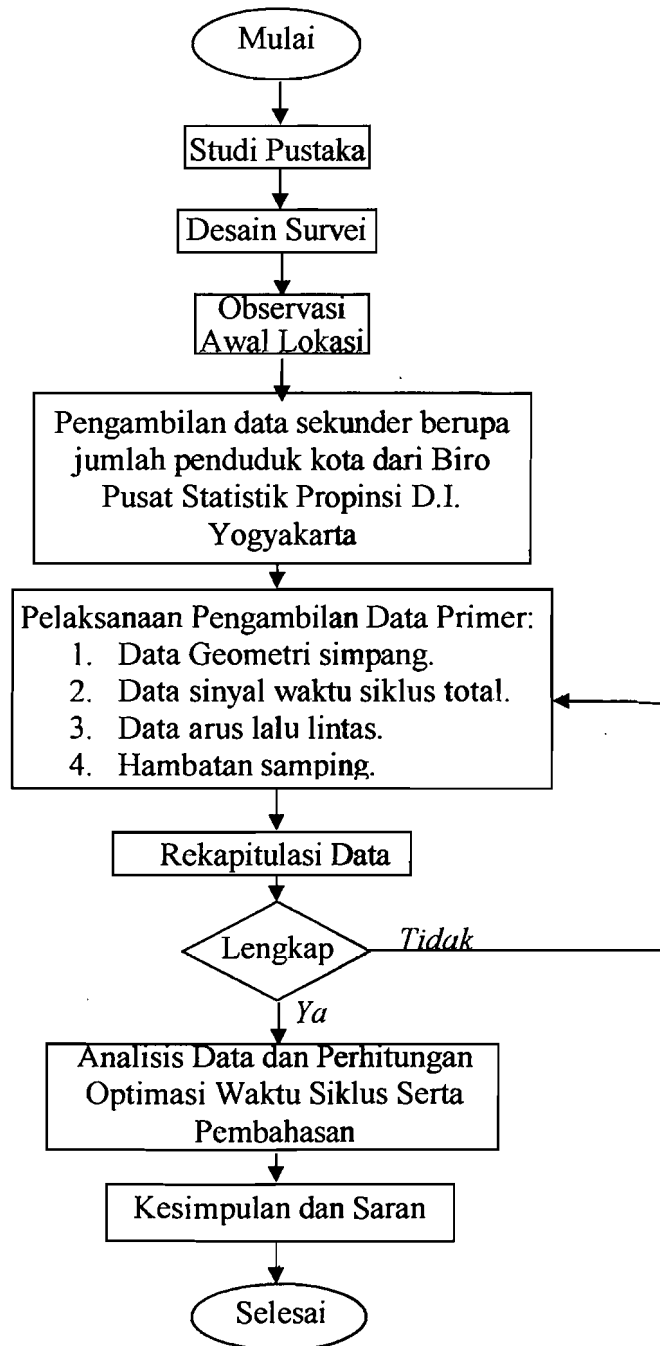 Mulai
Studi Pustaka
Desain Survei
Observasi
Awal Lokasi
Pengambilan data sekunder berupa
jumlah penduduk kota dari Biro
Pusat Statistik Propinsi D.I.
Yogyakarta
Pelaksanaan Pengambilan Data Primer:
1. Data Geometri simpang.
2. Data sinyal waktu siklus total.
3. Data arus lalu lintas.
4. Hambatan samping.
Rekapitulasi Data
Lengkap
Tidak
Ya
Analisis Data dan Perhitungan
Optimasi Waktu Siklus Serta
Pembahasan
Kesimpulan dan Saran
Selesai